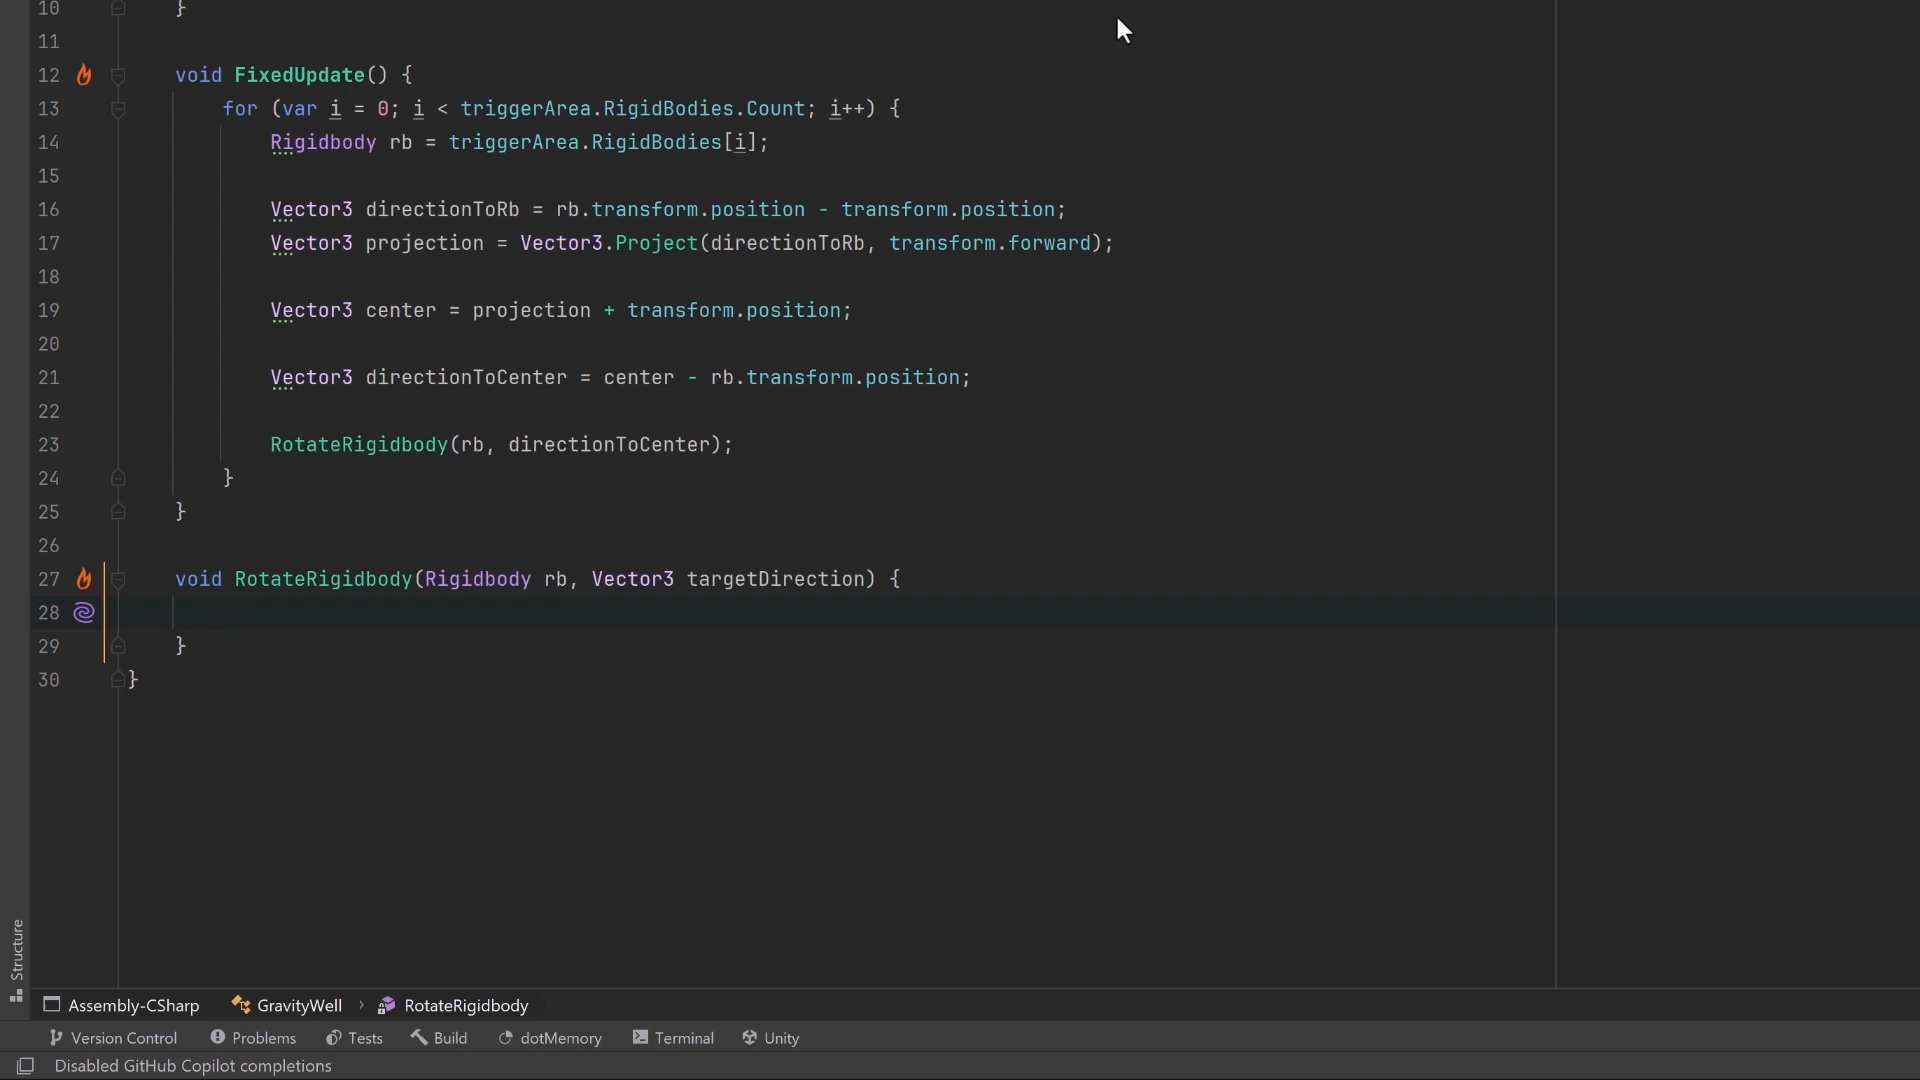 10 }
11
12 void FixedUpdate() {
13 for (var i = 0; i < triggerArea.RigidBodies.Count; i++) {
14 Rigidbody rb = triggerArea.RigidBodies[i];
15
16 Vector3 directionToRb = rb.transform.position - transform.position;
17 Vector3 projection = Vector3.Project(directionToRb, transform.forward);
18
19 Vector3 center = projection + transform.position;
20
21 Vector3 directionToCenter = center - rb.transform.position;
22
23 RotateRigidbody(rb, directionToCenter);
24 }
25 }
26
27 void RotateRigidbody(Rigidbody rb, Vector3 targetDirection) {
28
29 }
30 }
Structure
Assembly-CSharp GravityWell › RotateRigidbody
Version Control Problems Tests Build dotMemory Terminal Unity
Disabled GitHub Copilot completions